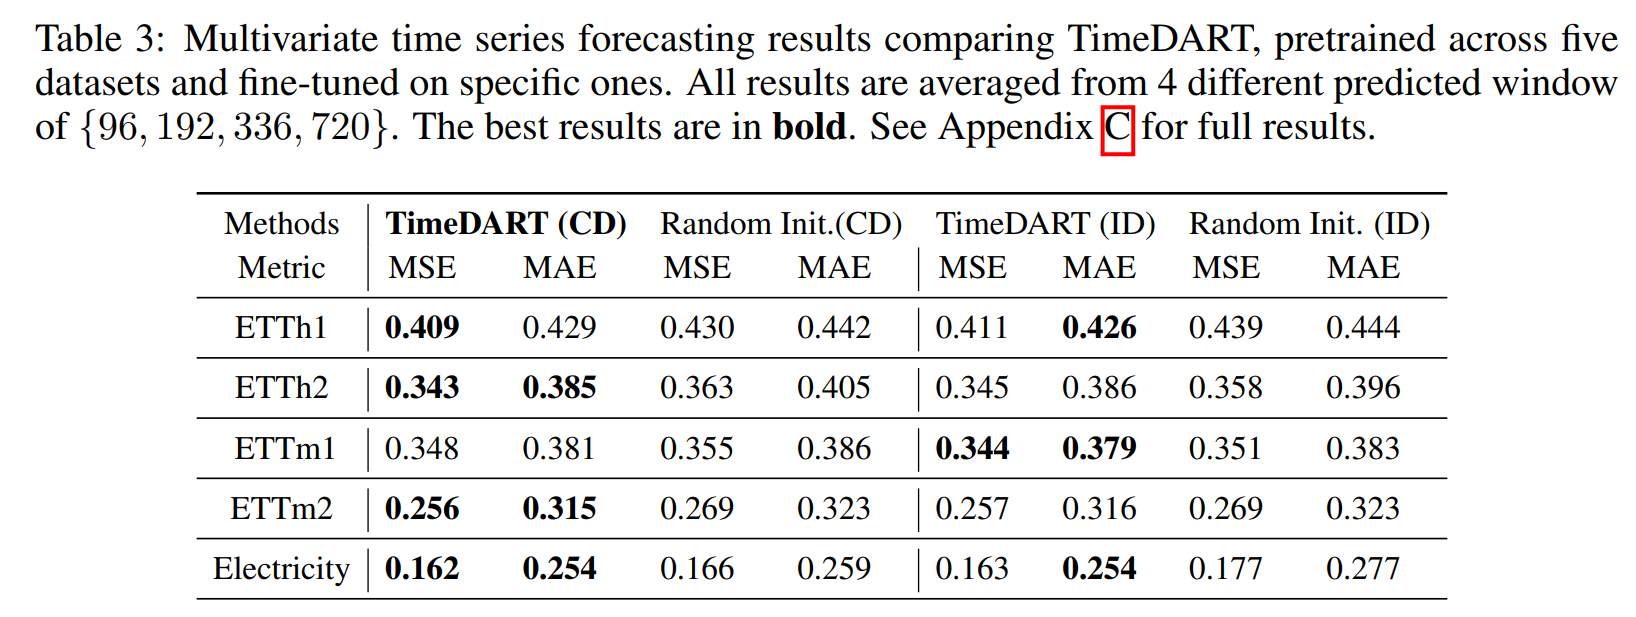 Table 3: Multivariate time series forecasting results comparing TimeDART, pretrained across five
datasets and fine-tuned on specific ones. All results are averaged from 4 different predicted window
of {96, 192, 336, 720}. The best results are in bold. See Appendix C for full results.
Methods TimeDART (CD) Random Init.(CD) TimeDART (ID) Random Init. (ID)
Metric MSE MAE MSE MAE MSE MAE MSE MAE
ETTh1 0.409 0.429 0.430 0.442 0.411 0.426 0.439 0.444
ETTh2 0.343 0.385 0.363 0.405 0.345 0.386 0.358 0.396
ETTm1 0.348 0.381 0.355 0.386 0.344 0.379 0.351 0.383
ETTm2 0.256 0.315 0.269 0.323 0.257 0.316 0.269 0.323
Electricity 0.162 0.254 0.166 0.259 0.163 0.254 0.177 0.277